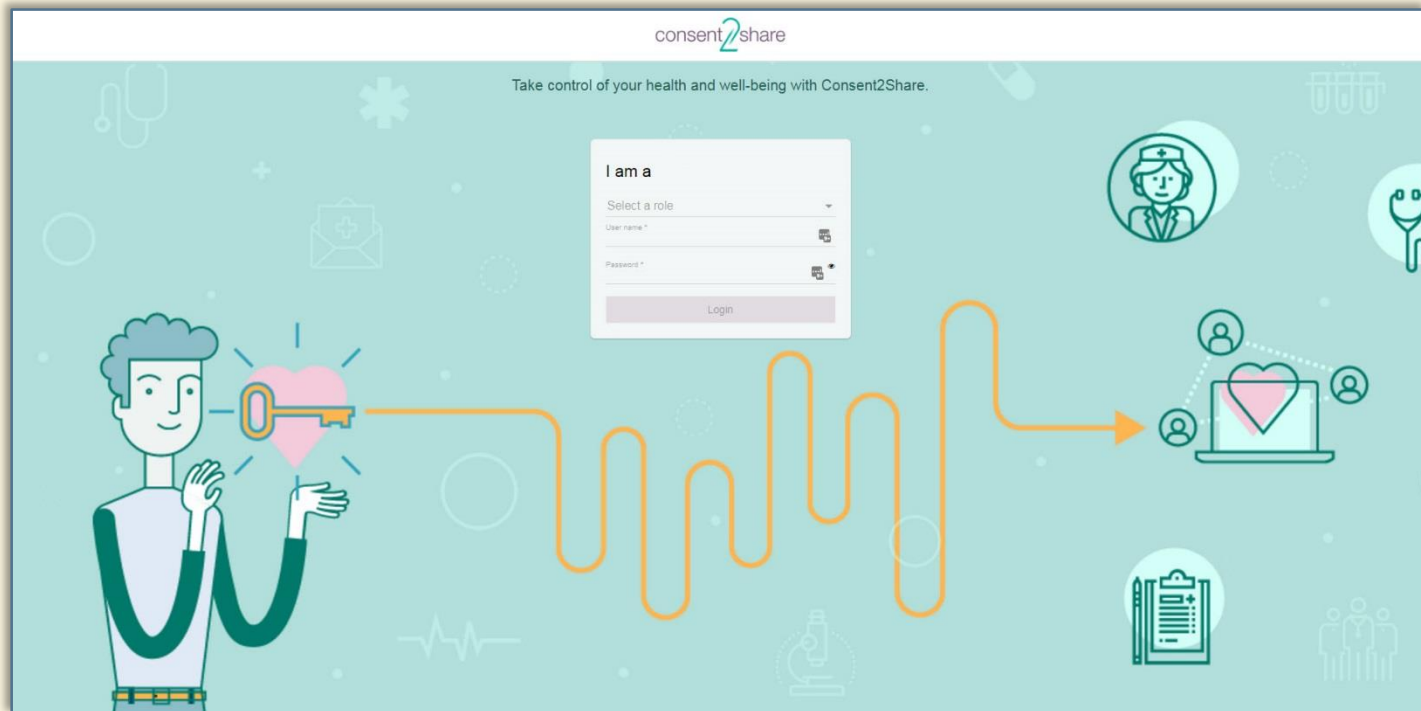 consent2share
Take control of your health and well-being with Consent2Share.
I am a
Select a role
User name *
Password *
Login